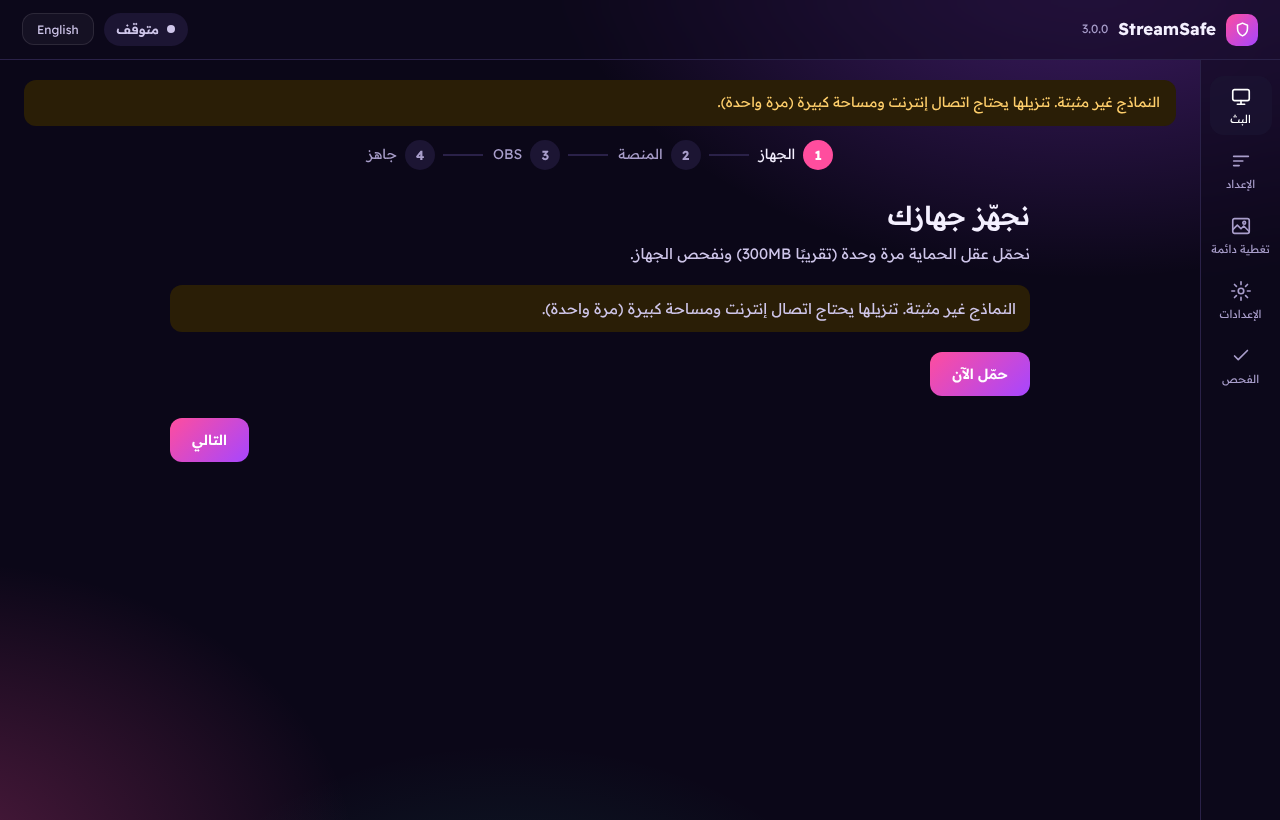 StreamSafe 3.0.0
متوقف
English
البث
الإعداد
تغطية دائمة
الإعدادات
الفحص
النماذج غير مثبتة. تنزيلها يحتاج اتصال إنترنت ومساحة كبيرة (مرة واحدة).
1 الجهاز
2 المنصة
3 OBS
4 جاهز
نجهّز جهازك
نحمّل عقل الحماية مرة وحدة (تقريبًا 300MB) ونفحص الجهاز.
النماذج غير مثبتة. تنزيلها يحتاج اتصال إنترنت ومساحة كبيرة (مرة واحدة).
حمّل الآن
التالي